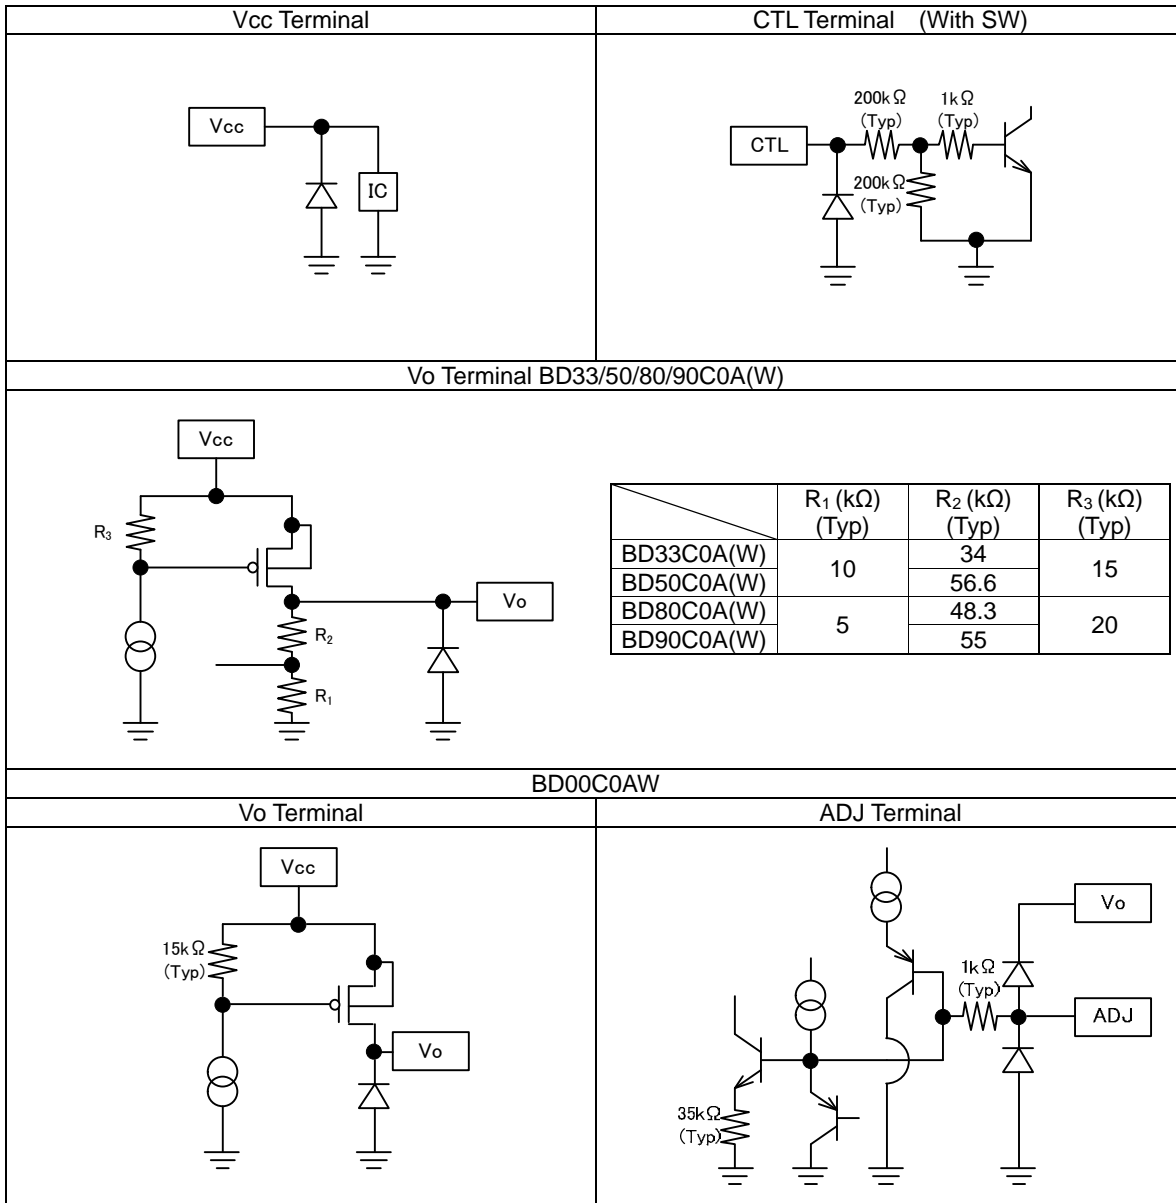 Vcc Terminal
CTL Terminal (With SW)
Vcc
IC
200kΩ
(Typ)
1kΩ
(Typ)
CTL
200kΩ
(Typ)
Vo Terminal BD33/50/80/90C0A(W)
Vcc
R3
Vo
R2
R1
R1 (kΩ)
(Typ)
R2 (kΩ)
(Typ)
R3 (kΩ)
(Typ)
BD33C0A(W) 10 34 15
BD50C0A(W) 56.6
BD80C0A(W) 5 48.3 20
BD90C0A(W) 55
BD00C0AW
Vo Terminal
ADJ Terminal
Vcc
15kΩ
(Typ)
Vo
Vo
1kΩ
(Typ)
ADJ
35kΩ
(Typ)